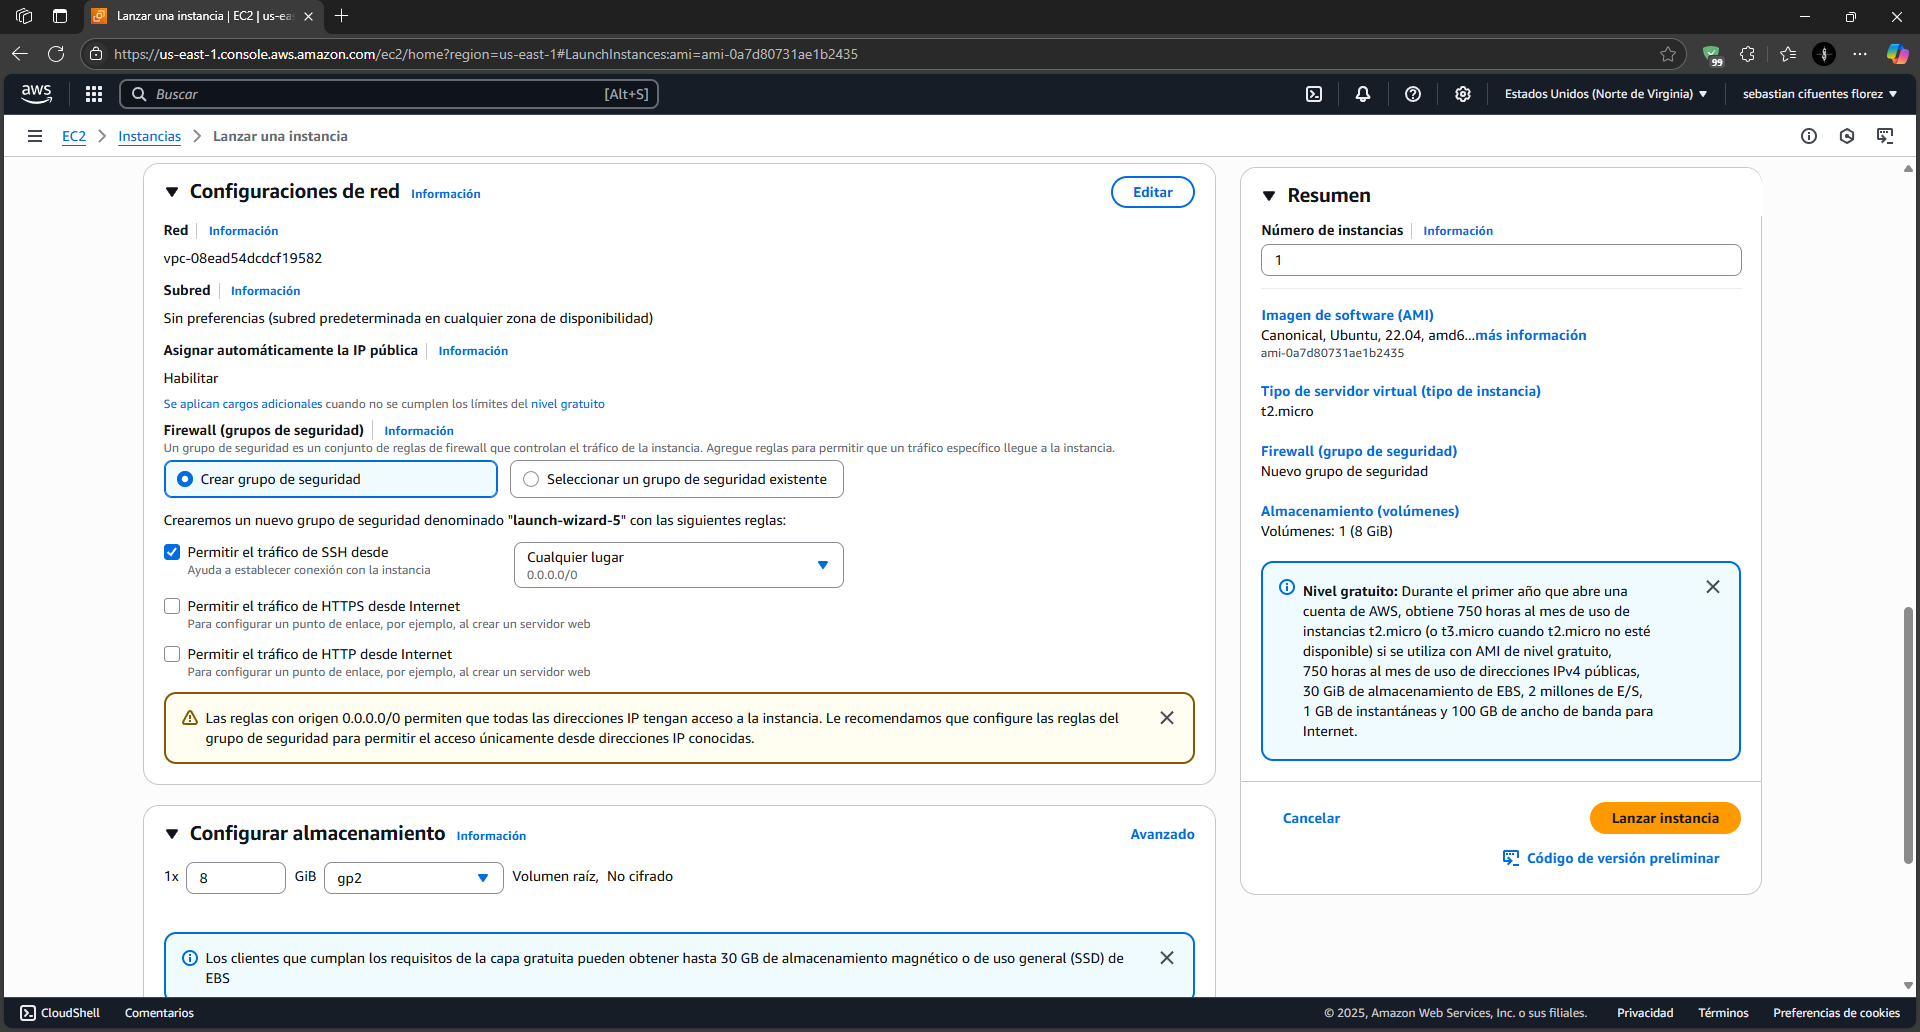 Lanzar una instancia | EC2 | us-eas
https://us-east-1.console.aws.amazon.com/ec2/home?region=us-east-1#LaunchInstances:ami=ami-0a7d80731ae1b2435
99
aws
Buscar
[Alt+S]
Estados Unidos (Norte de Virginia)
sebastian cifuentes florez
EC2 > Instancias > Lanzar una instancia
Configuraciones de red Información
Editar
Red Información
vpc-08ead54dcdcf19582
Subred Información
Sin preferencias (subred predeterminada en cualquier zona de disponibilidad)
Asignar automáticamente la IP pública Información
Habilitar
Se aplican cargos adicionales cuando no se cumplen los límites del nivel gratuito
Firewall (grupos de seguridad) Información
Un grupo de seguridad es un conjunto de reglas de firewall que controlan el tráfico de la instancia. Agregue reglas para permitir que un tráfico específico llegue a la instancia.
Crear grupo de seguridad
Seleccionar un grupo de seguridad existente
Crearemos un nuevo grupo de seguridad denominado "launch-wizard-5" con las siguientes reglas:
Permitir el tráfico de SSH desde
Ayuda a establecer conexión con la instancia
Cualquier lugar
0.0.0.0/0
Permitir el tráfico de HTTPS desde Internet
Para configurar un punto de enlace, por ejemplo, al crear un servidor web
Permitir el tráfico de HTTP desde Internet
Para configurar un punto de enlace, por ejemplo, al crear un servidor web
Las reglas con origen 0.0.0.0/0 permiten que todas las direcciones IP tengan acceso a la instancia. Le recomendamos que configure las reglas del
grupo de seguridad para permitir el acceso únicamente desde direcciones IP conocidas.
Configurar almacenamiento Información
Avanzado
1x 8 GiB gp2 Volumen raíz, No cifrado
Los clientes que cumplan los requisitos de la capa gratuita pueden obtener hasta 30 GB de almacenamiento magnético o de uso general (SSD) de
EBS
Resumen
Número de instancias Información
1
Imagen de software (AMI)
Canonical, Ubuntu, 22.04, amd6...más información
ami-0a7d80731ae1b2435
Tipo de servidor virtual (tipo de instancia)
t2.micro
Firewall (grupo de seguridad)
Nuevo grupo de seguridad
Almacenamiento (volúmenes)
Volúmenes: 1 (8 GiB)
Nivel gratuito: Durante el primer año que abre una
cuenta de AWS, obtiene 750 horas al mes de uso de
instancias t2.micro (o t3.micro cuando t2.micro no esté
disponible) si se utiliza con AMI de nivel gratuito,
750 horas al mes de uso de direcciones IPv4 públicas,
30 GiB de almacenamiento de EBS, 2 millones de E/S,
1 GB de instantáneas y 100 GB de ancho de banda para
Internet.
Cancelar
Lanzar instancia
Código de versión preliminar
CloudShell
Comentarios
© 2025, Amazon Web Services, Inc. o sus filiales.
Privacidad
Términos
Preferencias de cookies